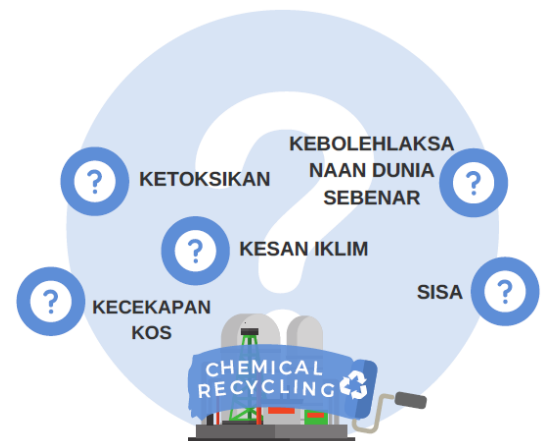 KETOKSIKAN
KEBOLEHLAKSA
NAAN DUNIA
SEBENAR
KESAN IKLIM
KECEKAPAN
KOS
SISA
CHEMICAL
RECYCLING